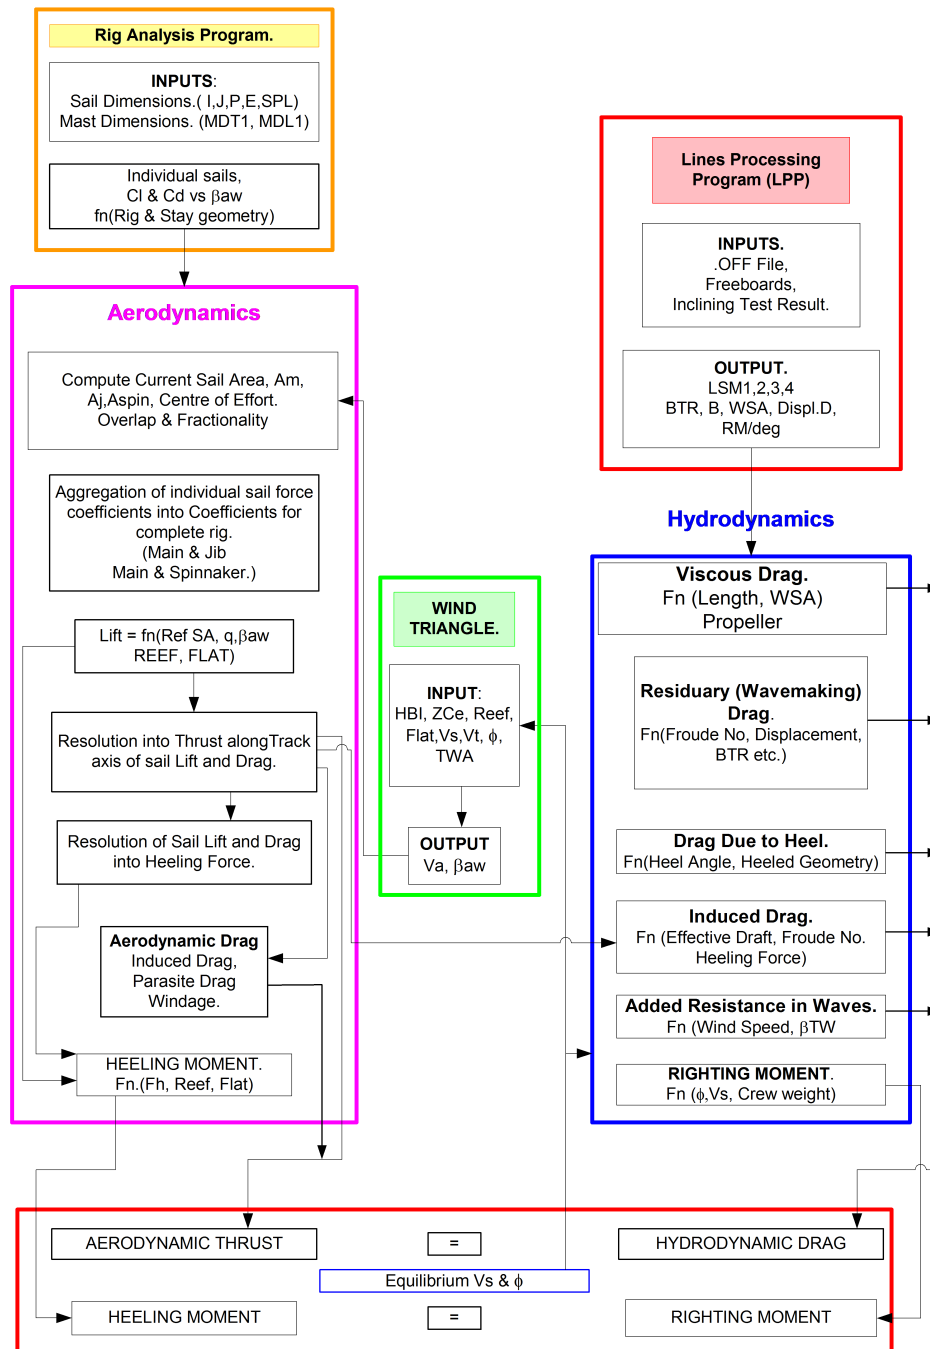 Rig Analysis Program.
INPUTS:
Sail Dimensions.( I,J,P,E,SPL)
Mast Dimensions. (MDT1, MDL1)
Individual sails,
Cl & Cd vs βaw
fn(Rig & Stay geometry)
Aerodynamics
Compute Current Sail Area, Am,
Aj,Aspin, Centre of Effort.
Overlap & Fractionality
Aggregation of individual sail force
coefficients into Coefficients for
complete rig.
(Main & Jib
Main & Spinnaker.)
Lift = fn(Ref SA, q,βaw
REEF, FLAT)
Resolution into Thrust alongTrack
axis of sail Lift and Drag.
Resolution of Sail Lift and Drag
into Heeling Force.
Aerodynamic Drag
Induced Drag,
Parasite Drag
Windage.
HEELING MOMENT.
Fn.(Fh, Reef, Flat)
WIND
TRIANGLE.
INPUT:
HBI, ZCe, Reef,
Flat,Vs,Vt, ϕ,
TWA
OUTPUT
Va, βaw
Lines Processing
Program (LPP)
INPUTS.
.OFF File,
Freeboards,
Inclining Test Result.
OUTPUT.
LSM1,2,3,4
BTR, B, WSA, Displ.D,
RM/deg
Hydrodynamics
Viscous Drag.
Fn (Length, WSA)
Propeller
Residuary (Wavemaking)
Drag.
Fn(Froude No, Displacement,
BTR etc.)
Drag Due to Heel.
Fn(Heel Angle, Heeled Geometry)
Induced Drag.
Fn (Effective Draft, Froude No.
Heeling Force)
Added Resistance in Waves.
Fn (Wind Speed, βTW
RIGHTING MOMENT.
Fn (ϕ,Vs, Crew weight)
AERODYNAMIC THRUST
=
HYDRODYNAMIC DRAG
Equilibrium Vs & ϕ
HEELING MOMENT
=
RIGHTING MOMENT